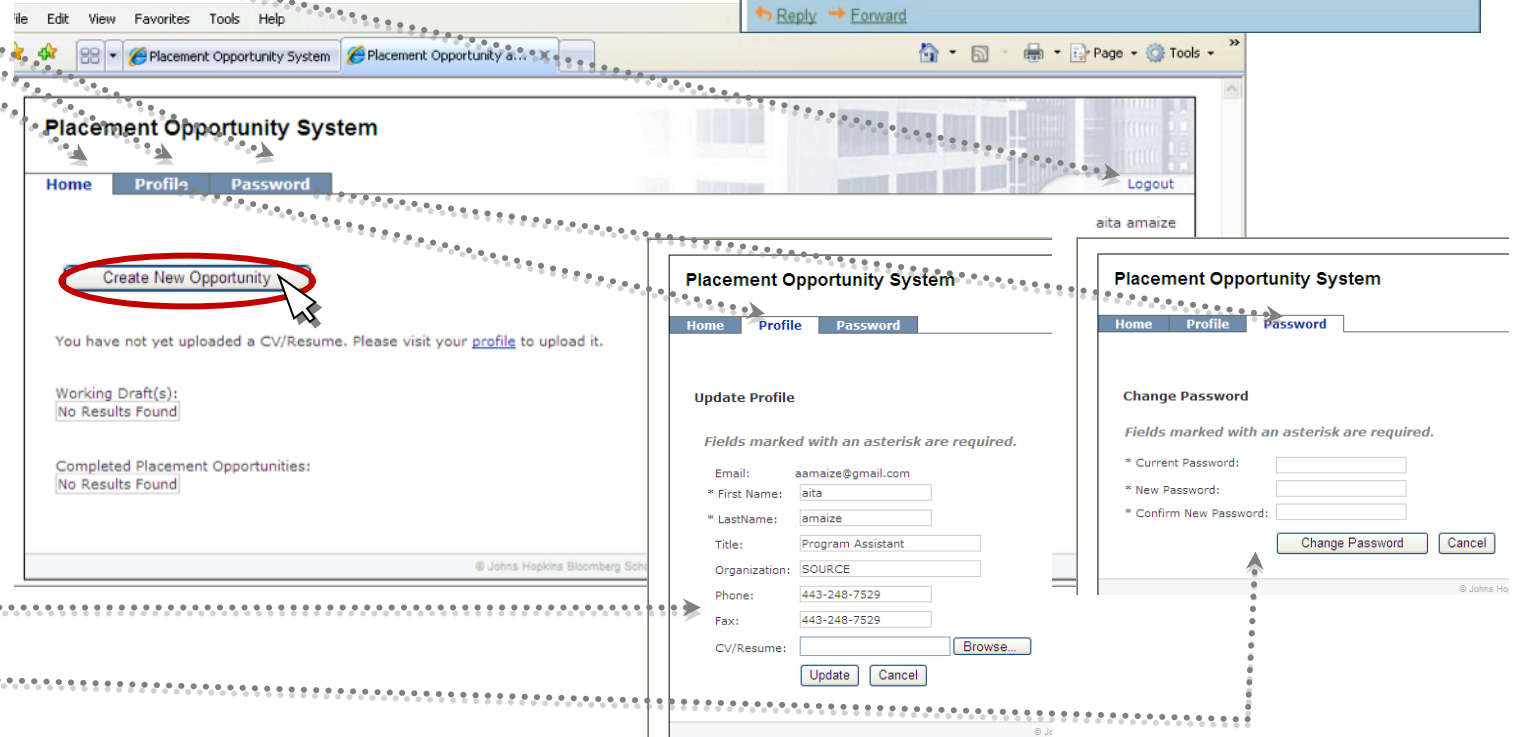 Reply Forward
ile Edit View Favorites Tools Help
Placement Opportunity System Placement Opportunity a... X Page Tools »
Placement Opportunity System
Home Profile Password Logout
aita amaize
Create New Opportunity
You have not yet uploaded a CV/Resume. Please visit your profile to upload it.
Working Draft(s):
No Results Found
Completed Placement Opportunities:
No Results Found
© Johns Hopkins Bloomberg Scho
Placement Opportunity System
Home Profile Password
Update Profile
Fields marked with an asterisk are required.
Email: aamaize@gmail.com
* First Name: aita
* LastName: amaize
Title: Program Assistant
Organization: SOURCE
Phone: 443-248-7529
Fax: 443-248-7529
CV/Resume: Browse...
Update Cancel
© Jo
Placement Opportunity System
Home Profile Password
Change Password
Fields marked with an asterisk are required.
* Current Password:
* New Password:
* Confirm New Password:
Change Password Cancel
© Johns Ho